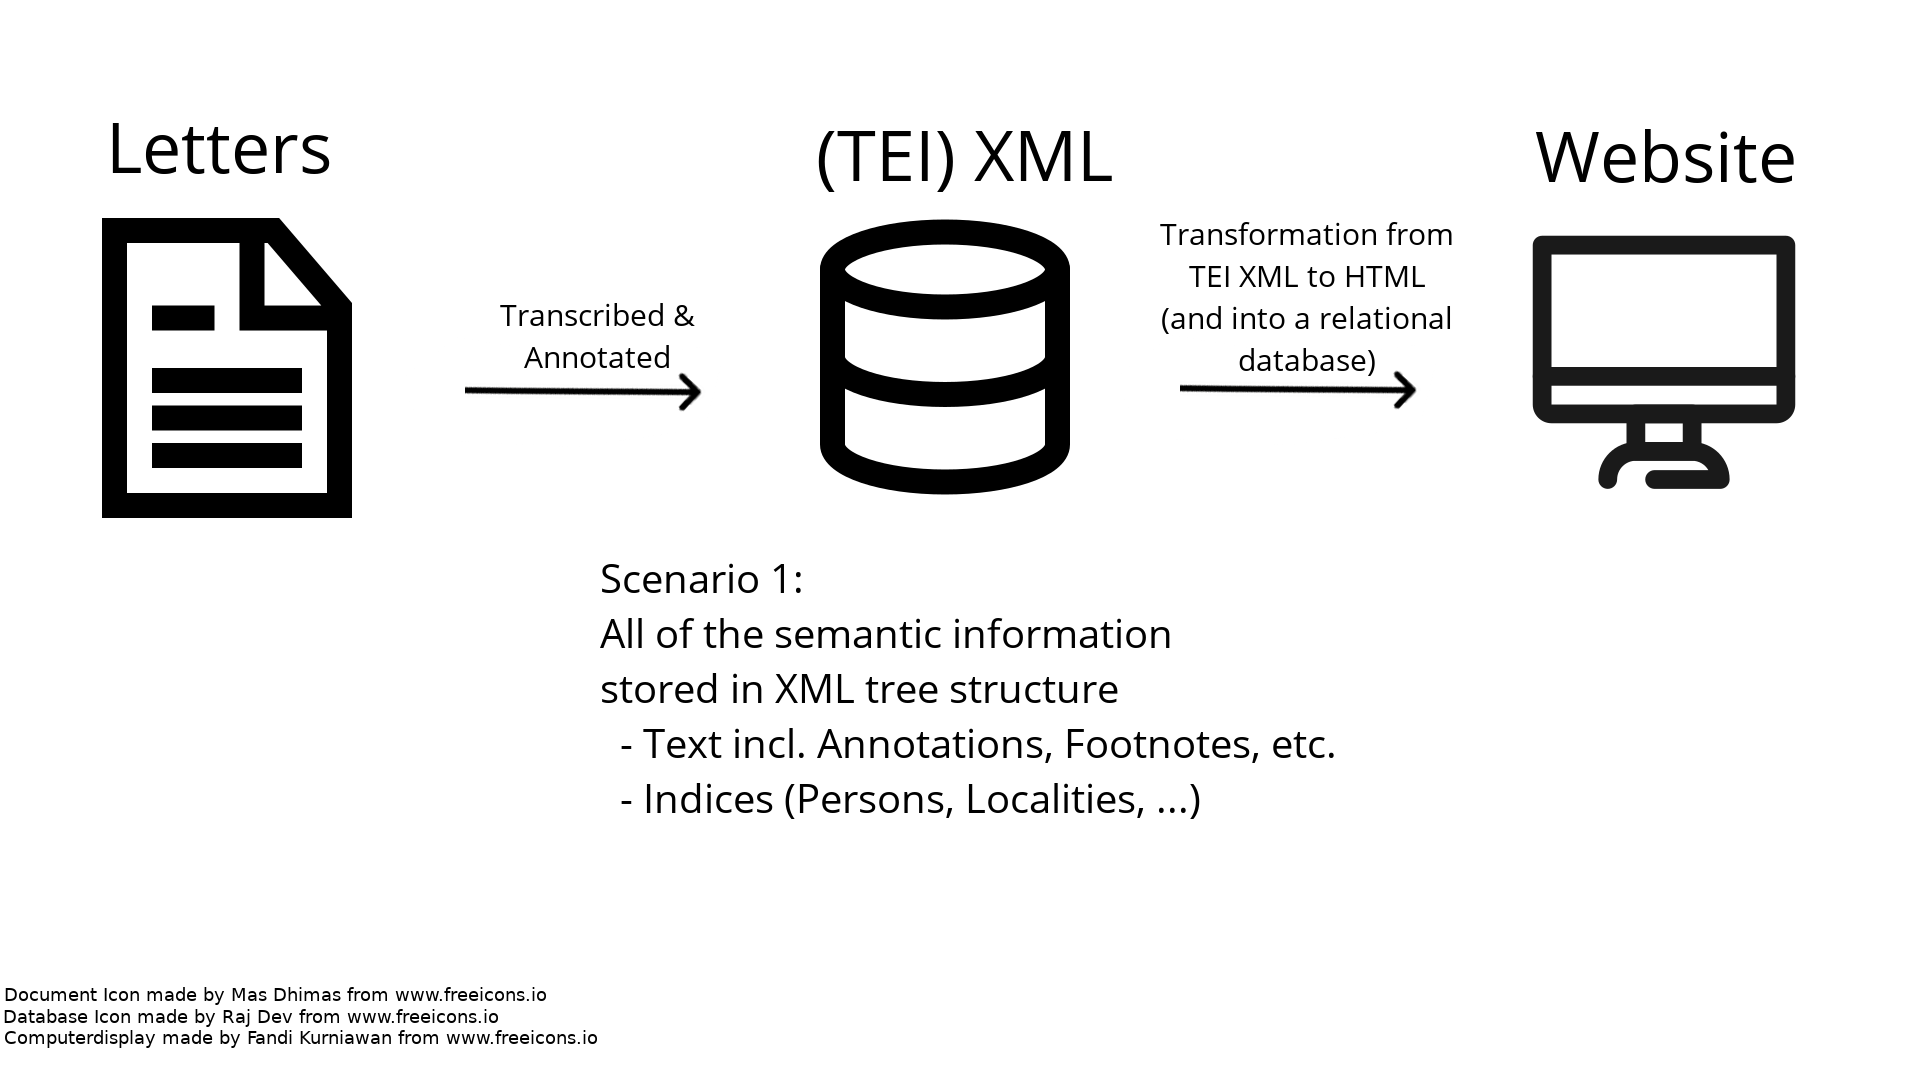 Letters
(TEI) XML
Website
Transcribed &
Annotated
Transformation from
TEI XML to HTML
(and into a relational
database)
Scenario 1:
All of the semantic information
stored in XML tree structure
- Text incl. Annotations, Footnotes, etc.
- Indices (Persons, Localities, ...)
Document Icon made by Mas Dhimas from www.freeicons.io
Database Icon made by Raj Dev from www.freeicons.io
Computerdisplay made by Fandi Kurniawan from www.freeicons.io